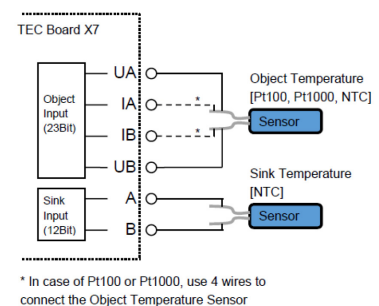 TEC Board X7
UA
Object Temperature
[Pt100, Pt1000, NTC]
Object
Input
(23Bit)
IA
*
Sensor
IB
*
UB
Sink Temperature
[NTC]
Sink
Input
(12Bit)
A
Sensor
B
* In case of Pt100 or Pt1000, use 4 wires to
connect the Object Temperature Sensor